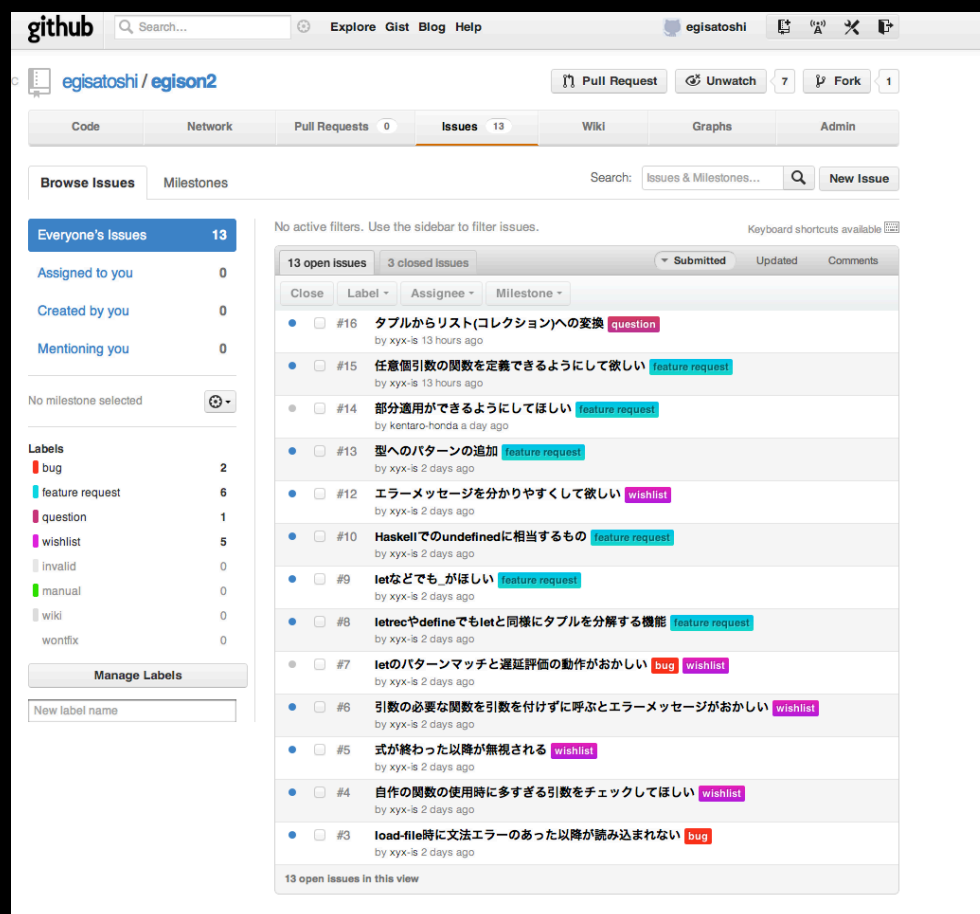 github Search... Explore Gist Blog Help egisatoshi
egisatoshi / egison2 Pull Request Unwatch 7 Fork 1
Code Network Pull Requests 0 Issues 13 Wiki Graphs Admin
Browse Issues Milestones Search: Issues & Milestones... New Issue
Everyone's Issues 13
Assigned to you 0
Created by you 0
Mentioning you 0
No milestone selected
Labels
bug 2
feature request 6
question 1
wishlist 5
invalid 0
manual 0
wiki 0
wontfix 0
Manage Labels
New label name
No active filters. Use the sidebar to filter issues. Keyboard shortcuts available
13 open issues 3 closed issues Submitted Updated Comments
Close Label Assignee Milestone
#16 タプルからリスト(コレクション)への変換 question
by xyx-is 13 hours ago
#15 任意個引数の関数を定義できるようにして欲しい feature request
by xyx-is 13 hours ago
#14 部分適用ができるようにしてほしい feature request
by kentaro-honda a day ago
#13 型へのパターンの追加 feature request
by xyx-is 2 days ago
#12 エラーメッセージを分かりやすくして欲しい wishlist
by xyx-is 2 days ago
#10 Haskellでのundefinedに相当するもの feature request
by xyx-is 2 days ago
#9 letなどでも_がほしい feature request
by xyx-is 2 days ago
#8 letrecやdefineでもletと同様にタプルを分解する機能 feature request
by xyx-is 2 days ago
#7 letのパターンマッチと遅延評価の動作がおかしい bug wishlist
by xyx-is 2 days ago
#6 引数の必要な関数を引数を付けずに呼ぶとエラーメッセージがおかしい wishlist
by xyx-is 2 days ago
#5 式が終わった以降が無視される wishlist
by xyx-is 2 days ago
#4 自作の関数の使用時に多すぎる引数をチェックしてほしい wishlist
by xyx-is 2 days ago
#3 load-file時に文法エラーのあった以降が読み込まれない bug
by xyx-is 2 days ago
13 open issues in this view